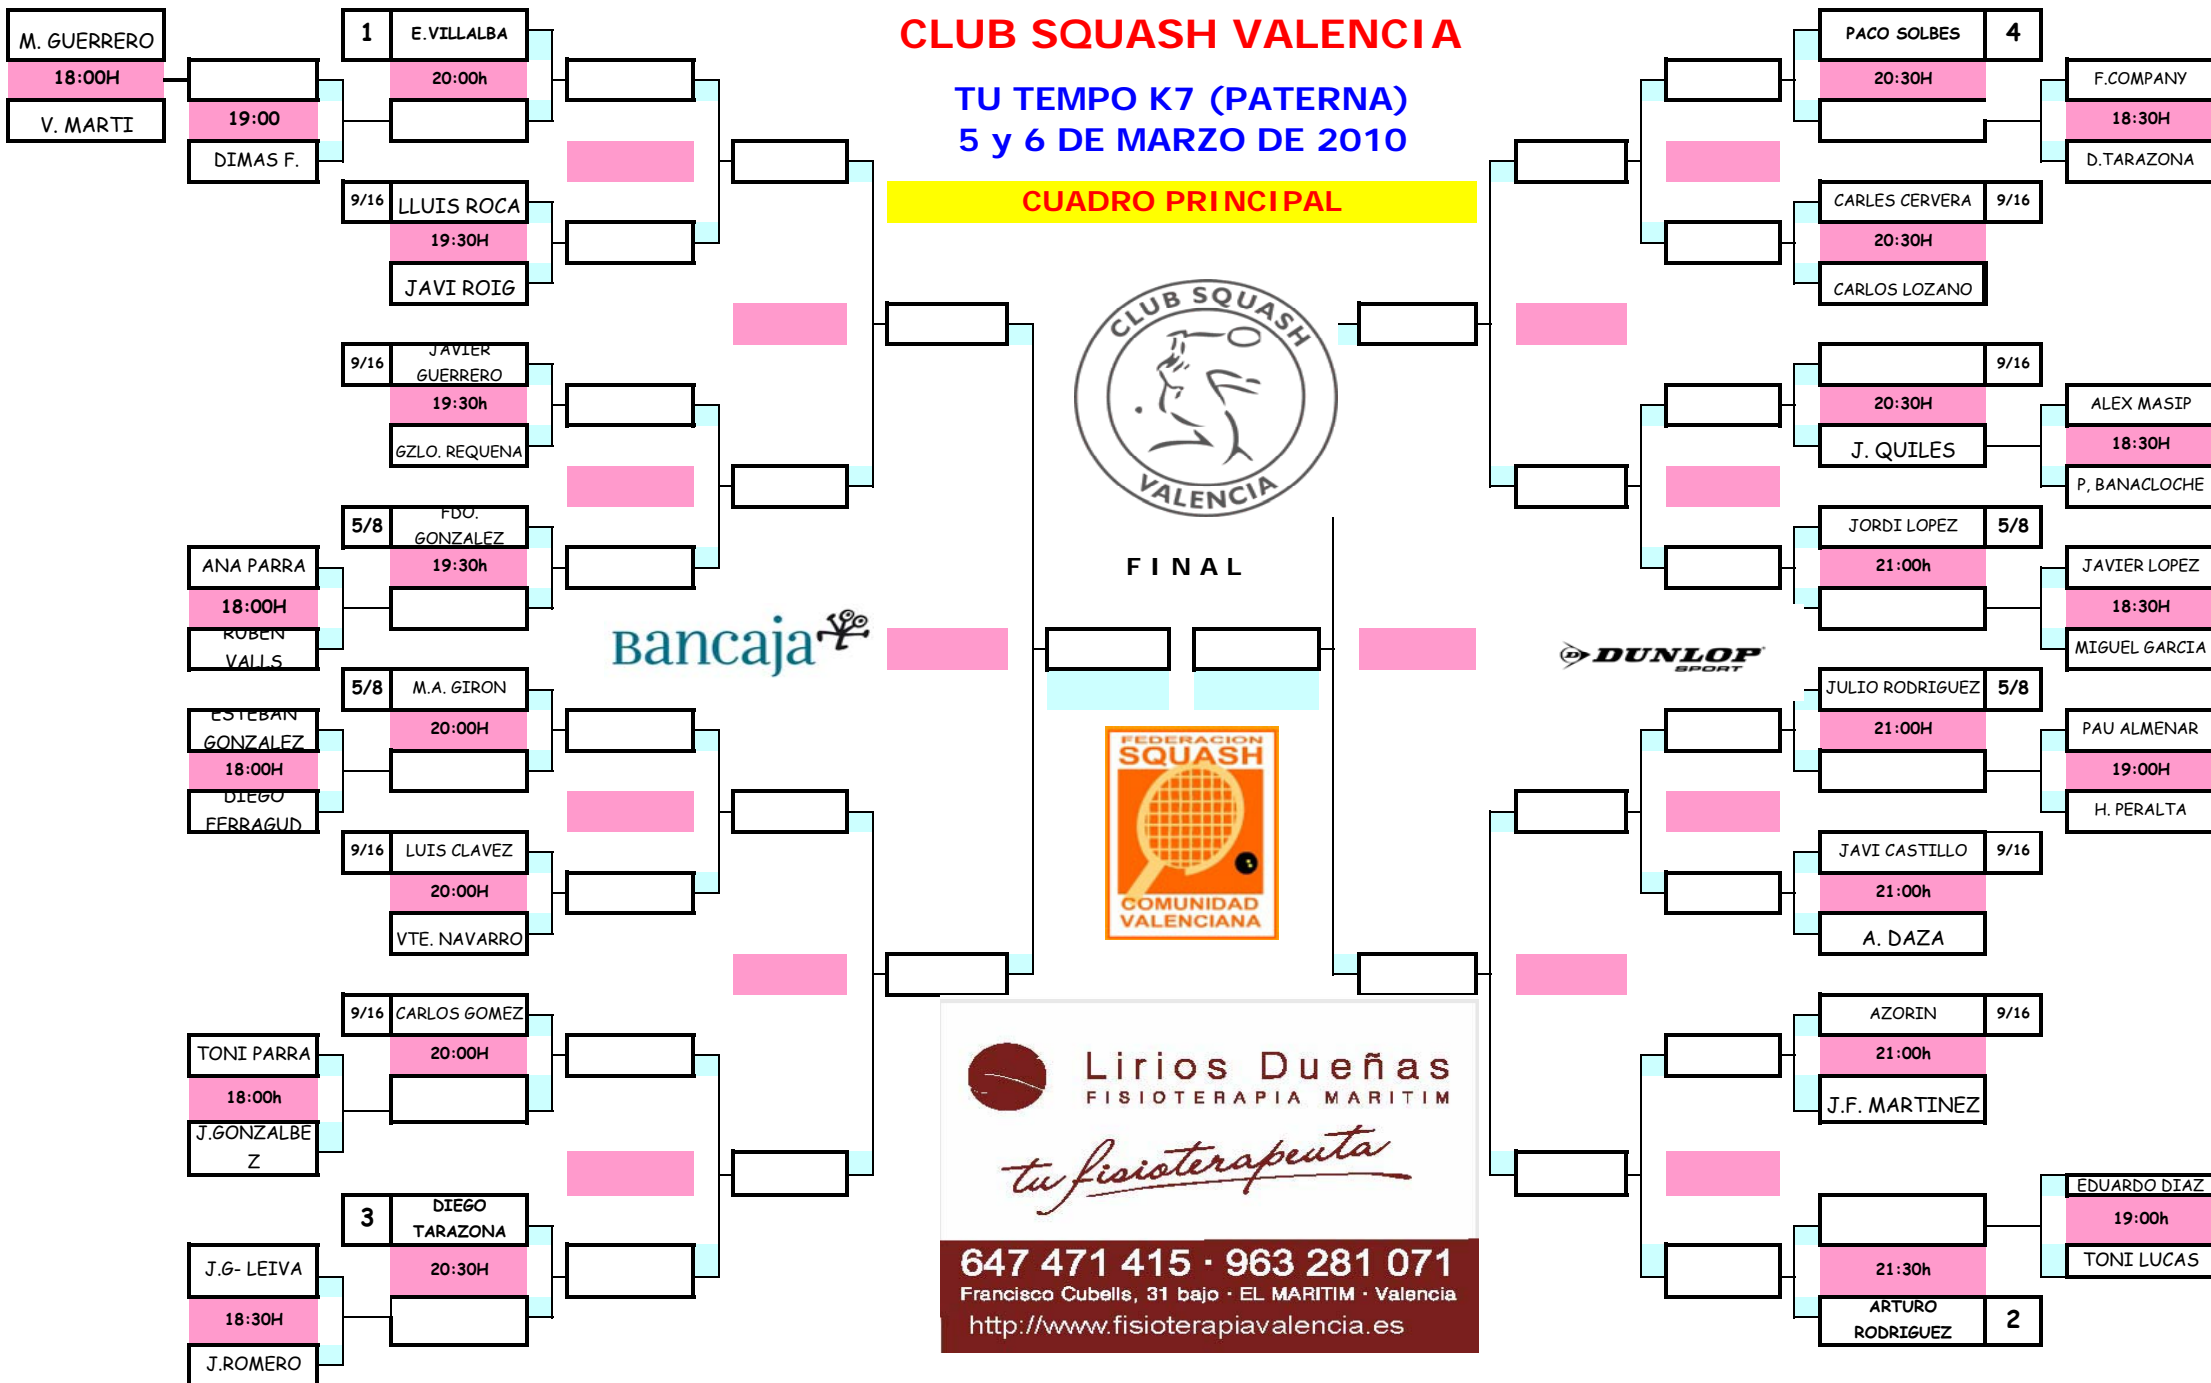 CLUB SQUASH VALENCIA
TU TEMPO K7 (PATERNA)
5 y 6 DE MARZO DE 2010
CUADRO PRINCIPAL
M. GUERRERO
18:00H
V. MARTI
19:00
DIMAS F.
1 E.VILLALBA
20:00h
9/16 LLUIS ROCA
19:30H
JAVI ROIG
9/16 JAVIER
GUERRERO
19:30h
GZLO. REQUENA
5/8 FDO.
GONZALEZ
19:30h
ANA PARRA
18:00H
RUBEN
VALLS
5/8 M.A. GIRON
20:00H
ESTEBAN
GONZALEZ
18:00H
DIEGO
FERRAGUD
9/16 LUIS CLAVEZ
20:00H
VTE. NAVARRO
9/16 CARLOS GOMEZ
20:00H
TONI PARRA
18:00h
J.GONZALBE
Z
3 DIEGO
TARAZONA
20:30H
J.G- LEIVA
18:30H
J.ROMERO
CLUB SQUASH
VALENCIA
FINAL
Bancaja
DUNLOP
SPORT
FEDERACION
SQUASH
COMUNIDAD
VALENCIANA
Lirios Dueñas
FISIOTERAPIA MARITIM
tu fisioterapeuta
647 471 415 · 963 281 071
Francisco Cubells, 31 bajo · EL MARITIM · Valencia
http://www.fisioterapiavalencia.es
PACO SOLBES 4
20:30H
F.COMPANY
18:30H
D.TARAZONA
CARLES CERVERA 9/16
20:30H
CARLOS LOZANO
9/16
20:30H
J. QUILES
ALEX MASIP
18:30H
P, BANACLOCHE
JORDI LOPEZ 5/8
21:00h
JAVIER LOPEZ
18:30H
MIGUEL GARCIA
JULIO RODRIGUEZ 5/8
21:00H
PAU ALMENAR
19:00H
H. PERALTA
JAVI CASTILLO 9/16
21:00h
A. DAZA
AZORIN 9/16
21:00h
J.F. MARTINEZ
EDUARDO DIAZ
19:00h
TONI LUCAS
21:30h
ARTURO
RODRIGUEZ 2